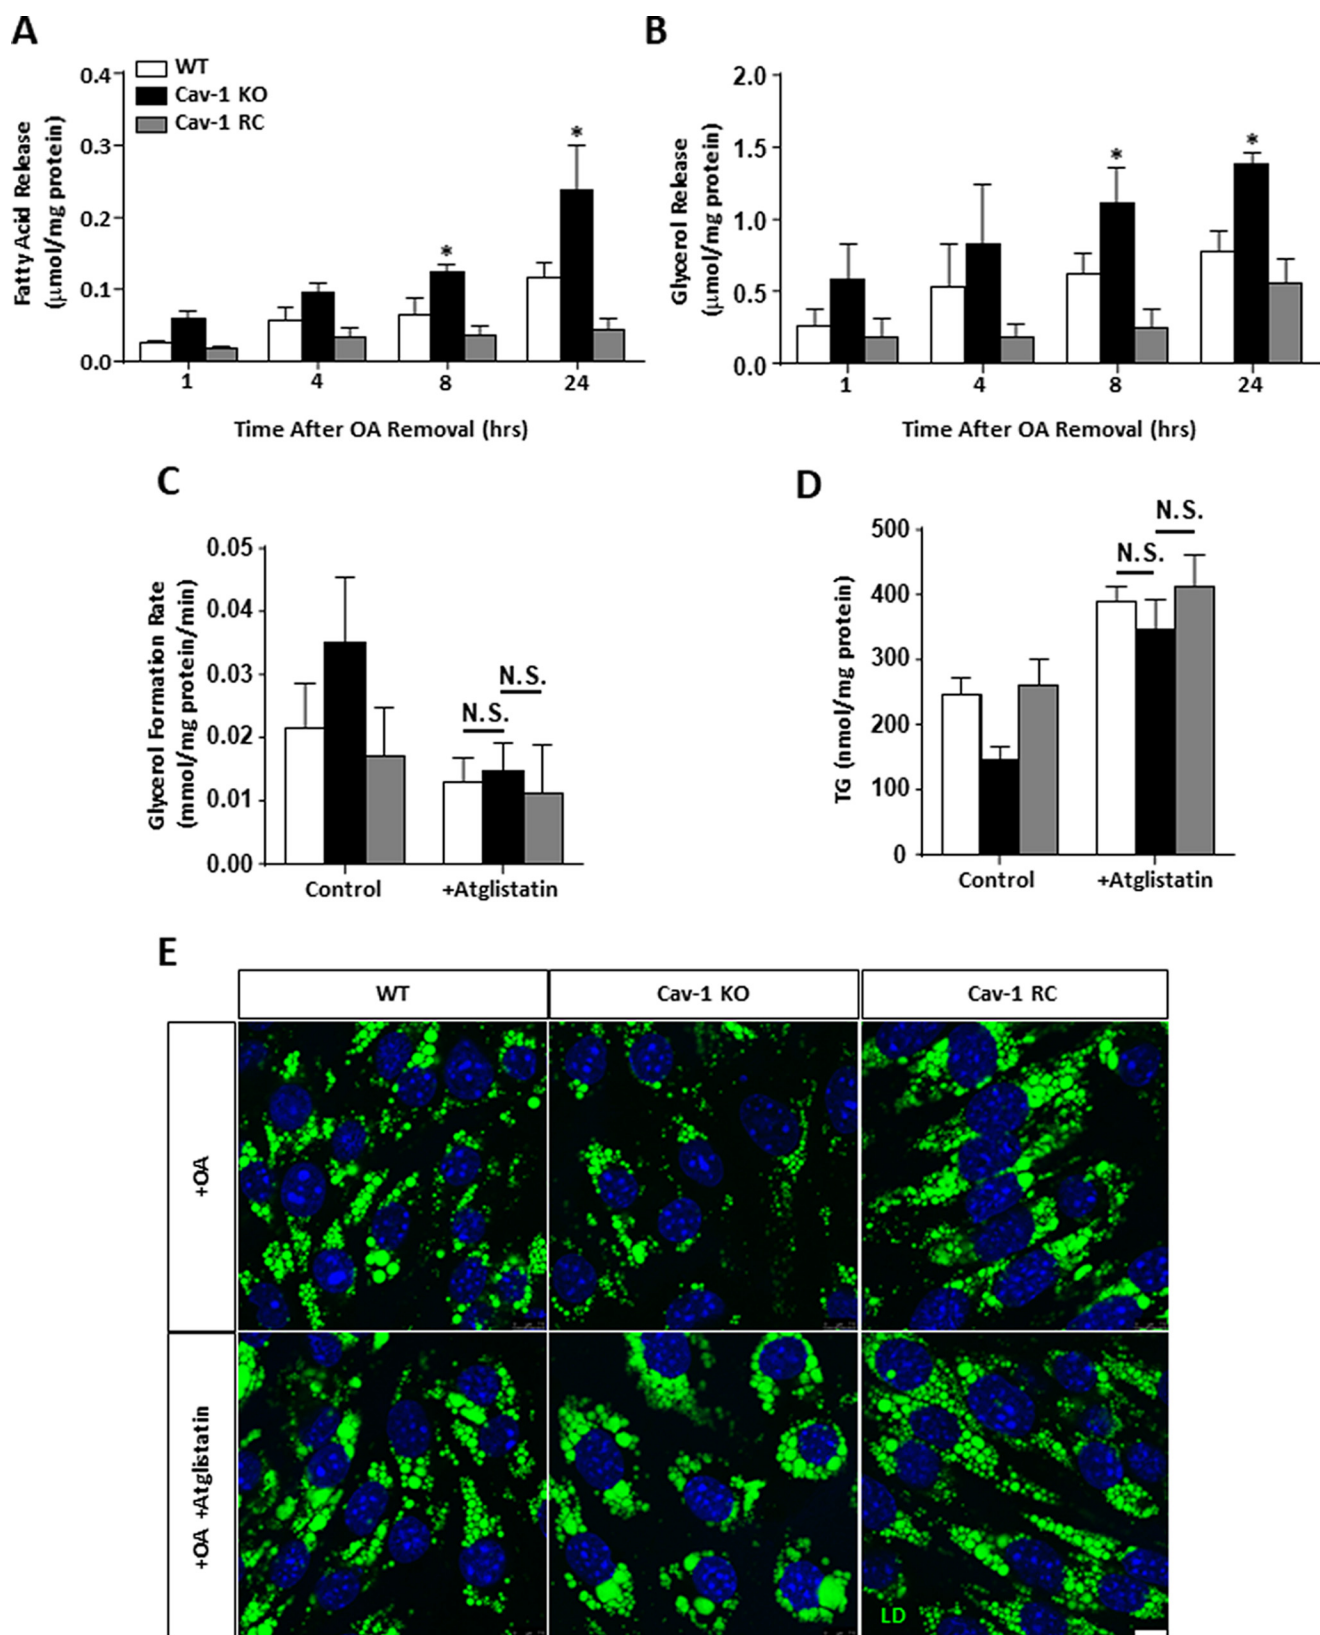 A
WT
Cav-1 KO
Cav-1 RC
Fatty Acid Release
(μmol/mg protein)
0.4
0.3
*
0.2
*
0.1
0.0
1 4 8 24
Time After OA Removal (hrs)
B
Glycerol Release
(μmol/mg protein)
2.0
1.5
*
*
1.0
0.5
0.0
1 4 8 24
Time After OA Removal (hrs)
C
Glycerol Formation Rate
(mmol/mg protein/min)
0.05
0.04
0.03
0.02
0.01
0.00
N.S.
N.S.
Control +Atglistatin
D
TG (nmol/mg protein)
500
400
300
200
100
0
N.S.
N.S.
Control +Atglistatin
E
WT Cav-1 KO Cav-1 RC
+OA
+OA +Atglistatin
LD